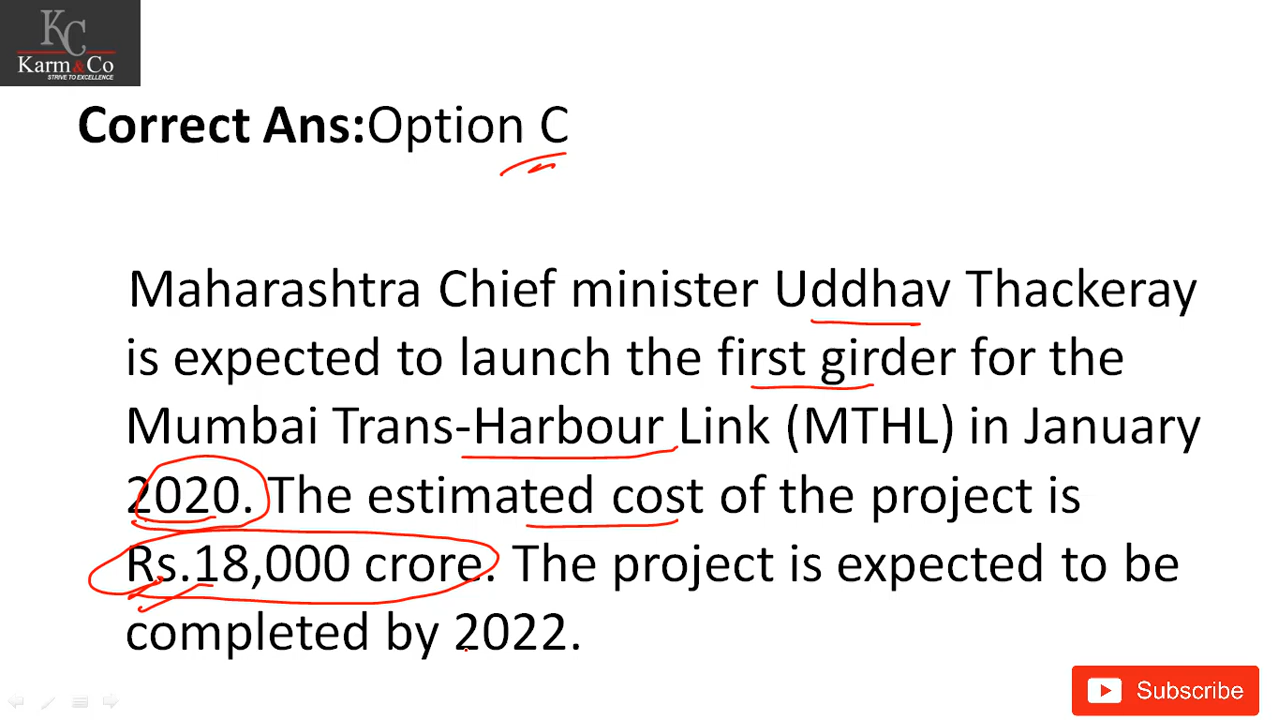 KC
Karm&Co
STRIVE TO EXCELLENCE
Correct Ans:Option C
Maharashtra Chief minister Uddhav Thackeray
is expected to launch the first girder for the
Mumbai Trans-Harbour Link (MTHL) in January
2020. The estimated cost of the project is
Rs.18,000 crore. The project is expected to be
completed by 2022.
Subscribe